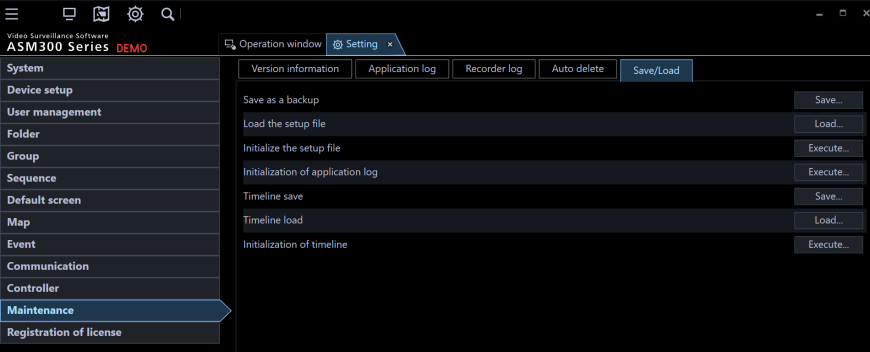 Video Surveillance Software
ASM300 Series DEMO
Operation window
Setting ×
System
Device setup
User management
Folder
Group
Sequence
Default screen
Map
Event
Communication
Controller
Maintenance
Registration of license
Version information
Application log
Recorder log
Auto delete
Save/Load
Save as a backup Save...
Load the setup file Load...
Initialize the setup file Execute...
Initialization of application log Execute...
Timeline save Save...
Timeline load Load...
Initialization of timeline Execute...